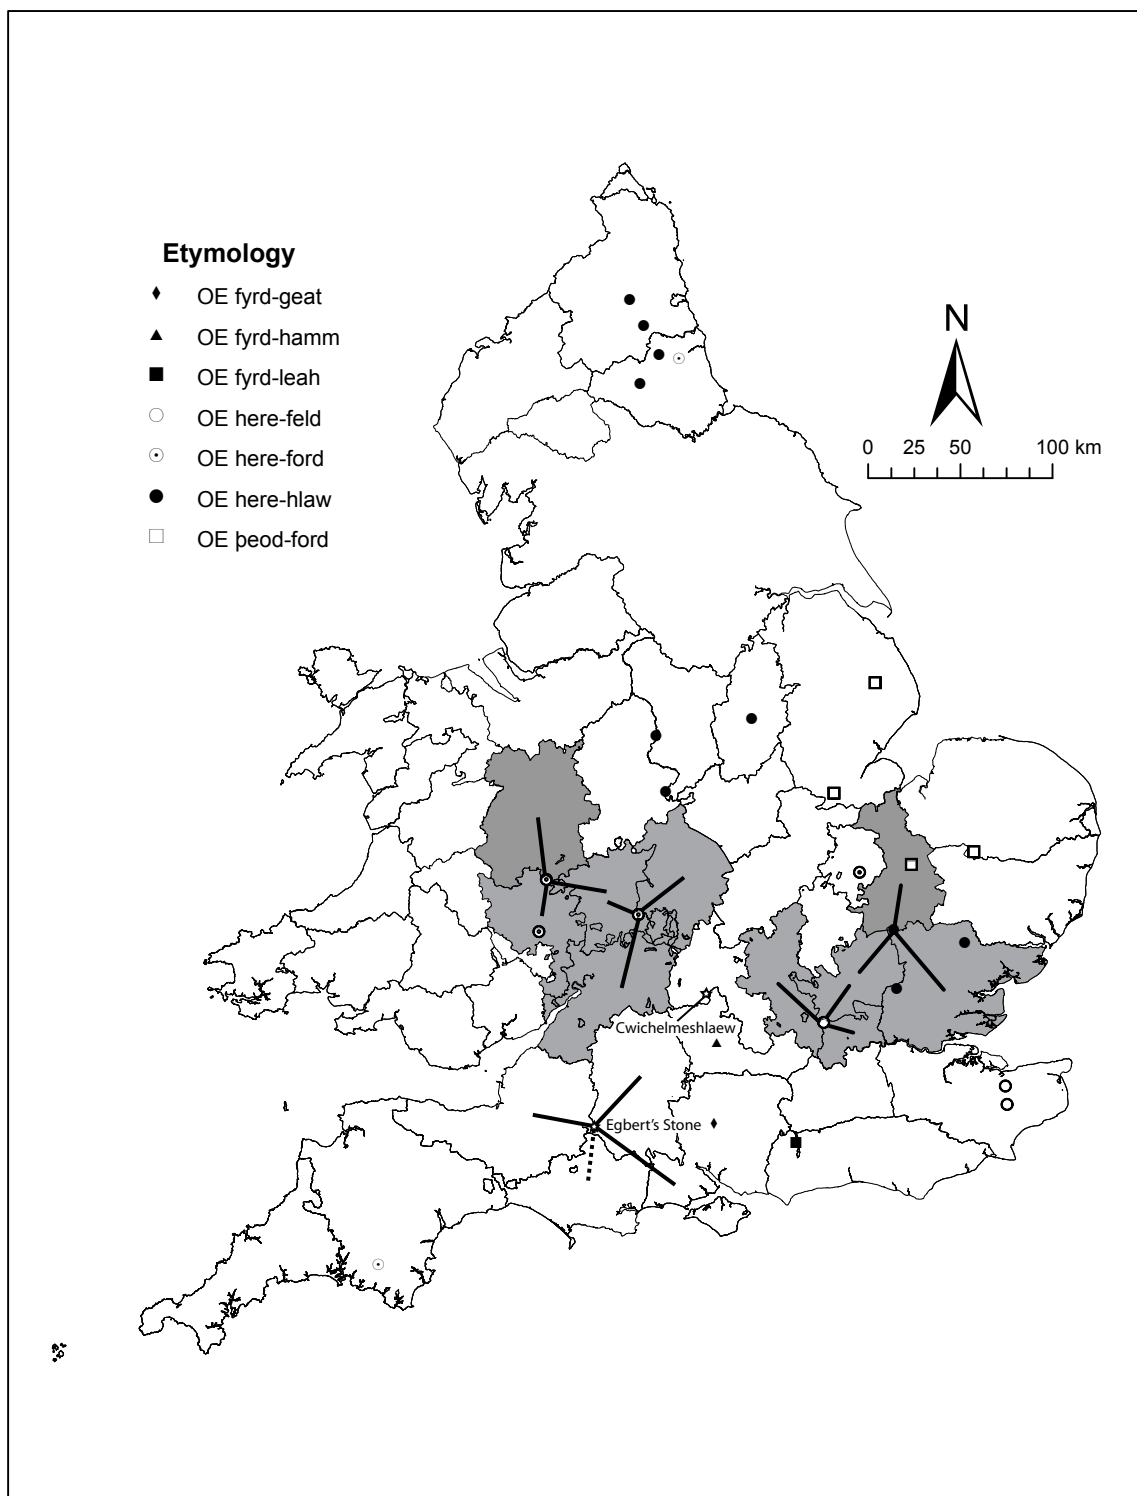 Etymology
OE fyrd-geat
OE fyrd-hamm
OE fyrd-leah
OE here-feld
OE here-ford
OE here-hlaw
OE þeod-ford
N
0 25 50 100 km
Cwichelmeshlaew
Egbert's Stone